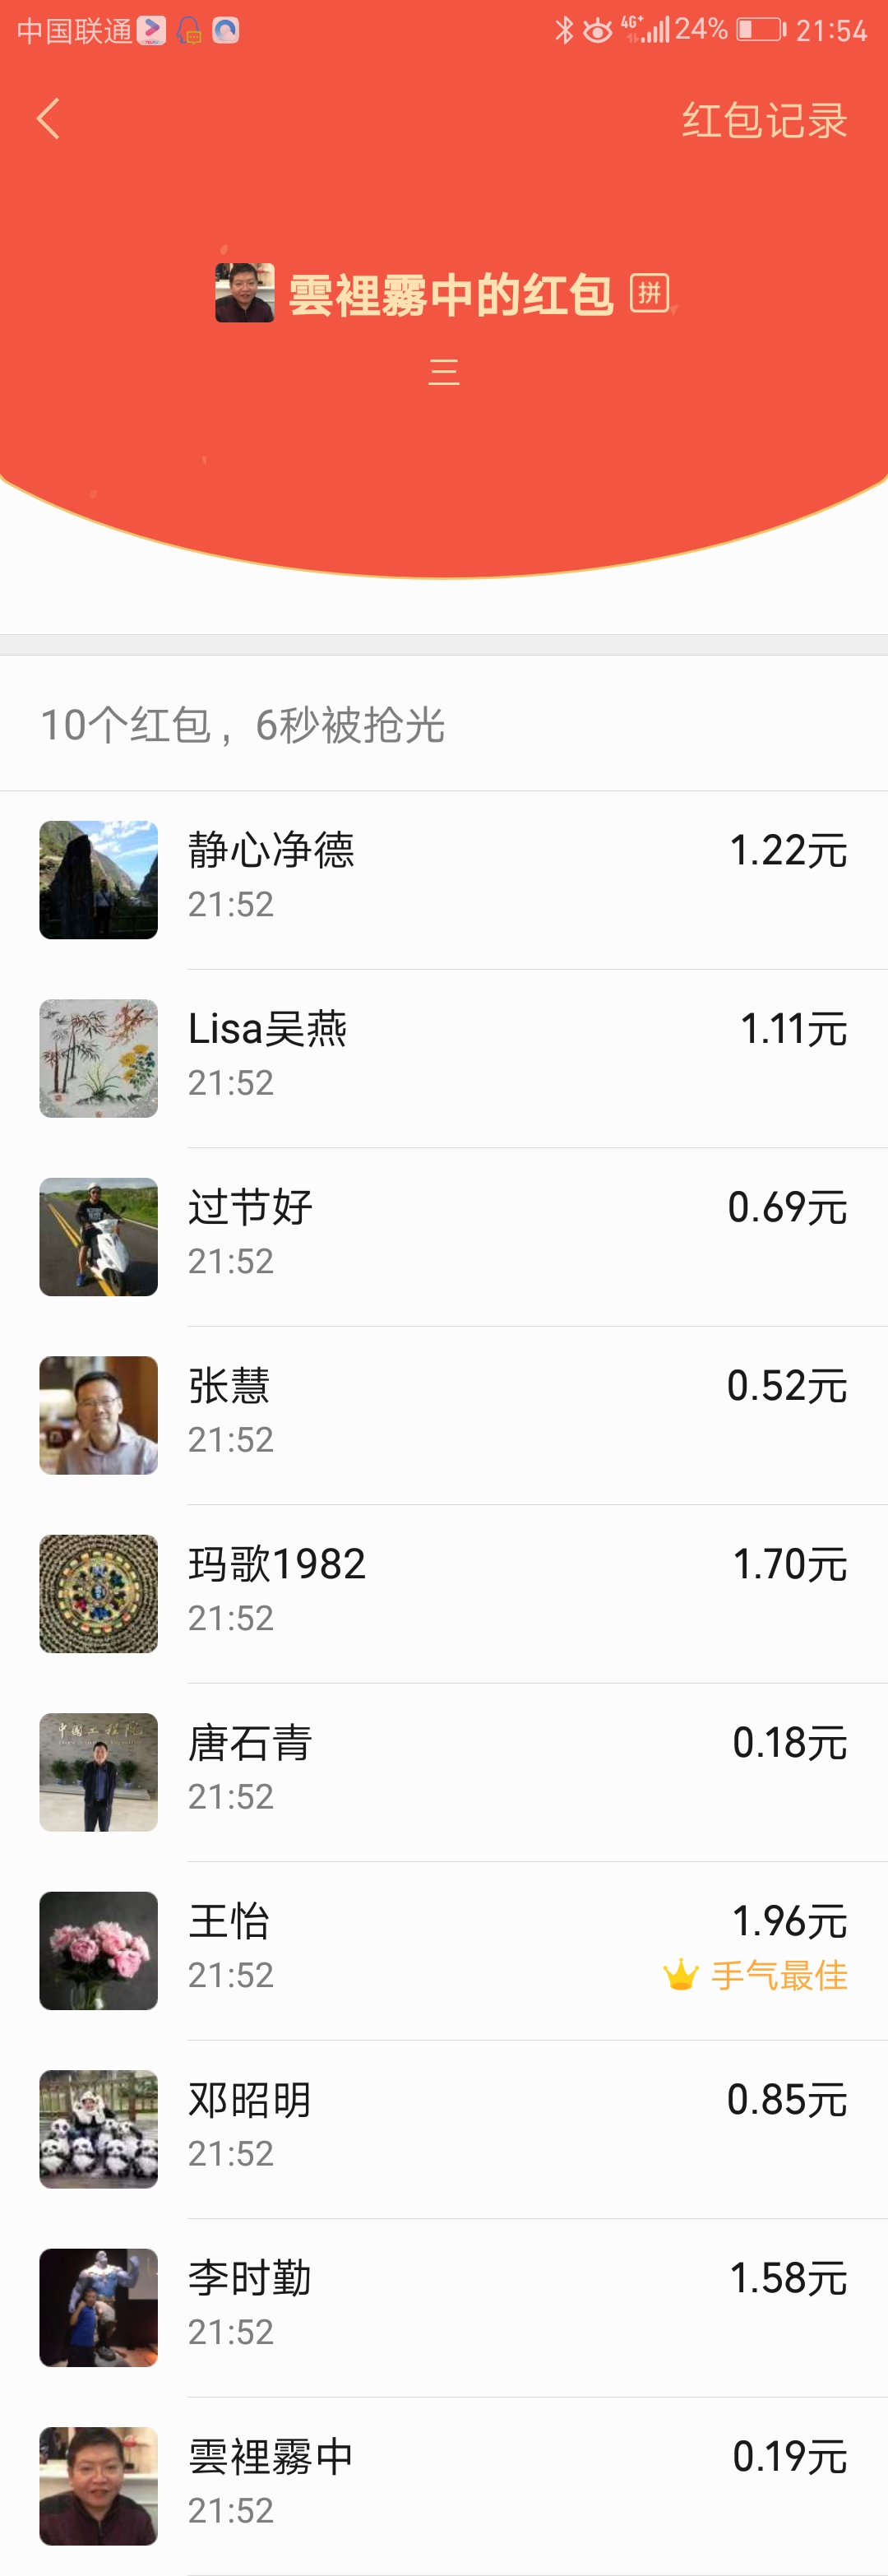 中国联通 4G+ 24% 21:54
红包记录
雲裡霧中的红包 拼
三
10个红包，6秒被抢光
静心净德 1.22元
21:52
Lisa吴燕 1.11元
21:52
过节好 0.69元
21:52
张慧 0.52元
21:52
玛歌1982 1.70元
21:52
中国工程院
唐石青 0.18元
21:52
王怡 1.96元
21:52 手气最佳
邓昭明 0.85元
21:52
李时勤 1.58元
21:52
雲裡霧中 0.19元
21:52